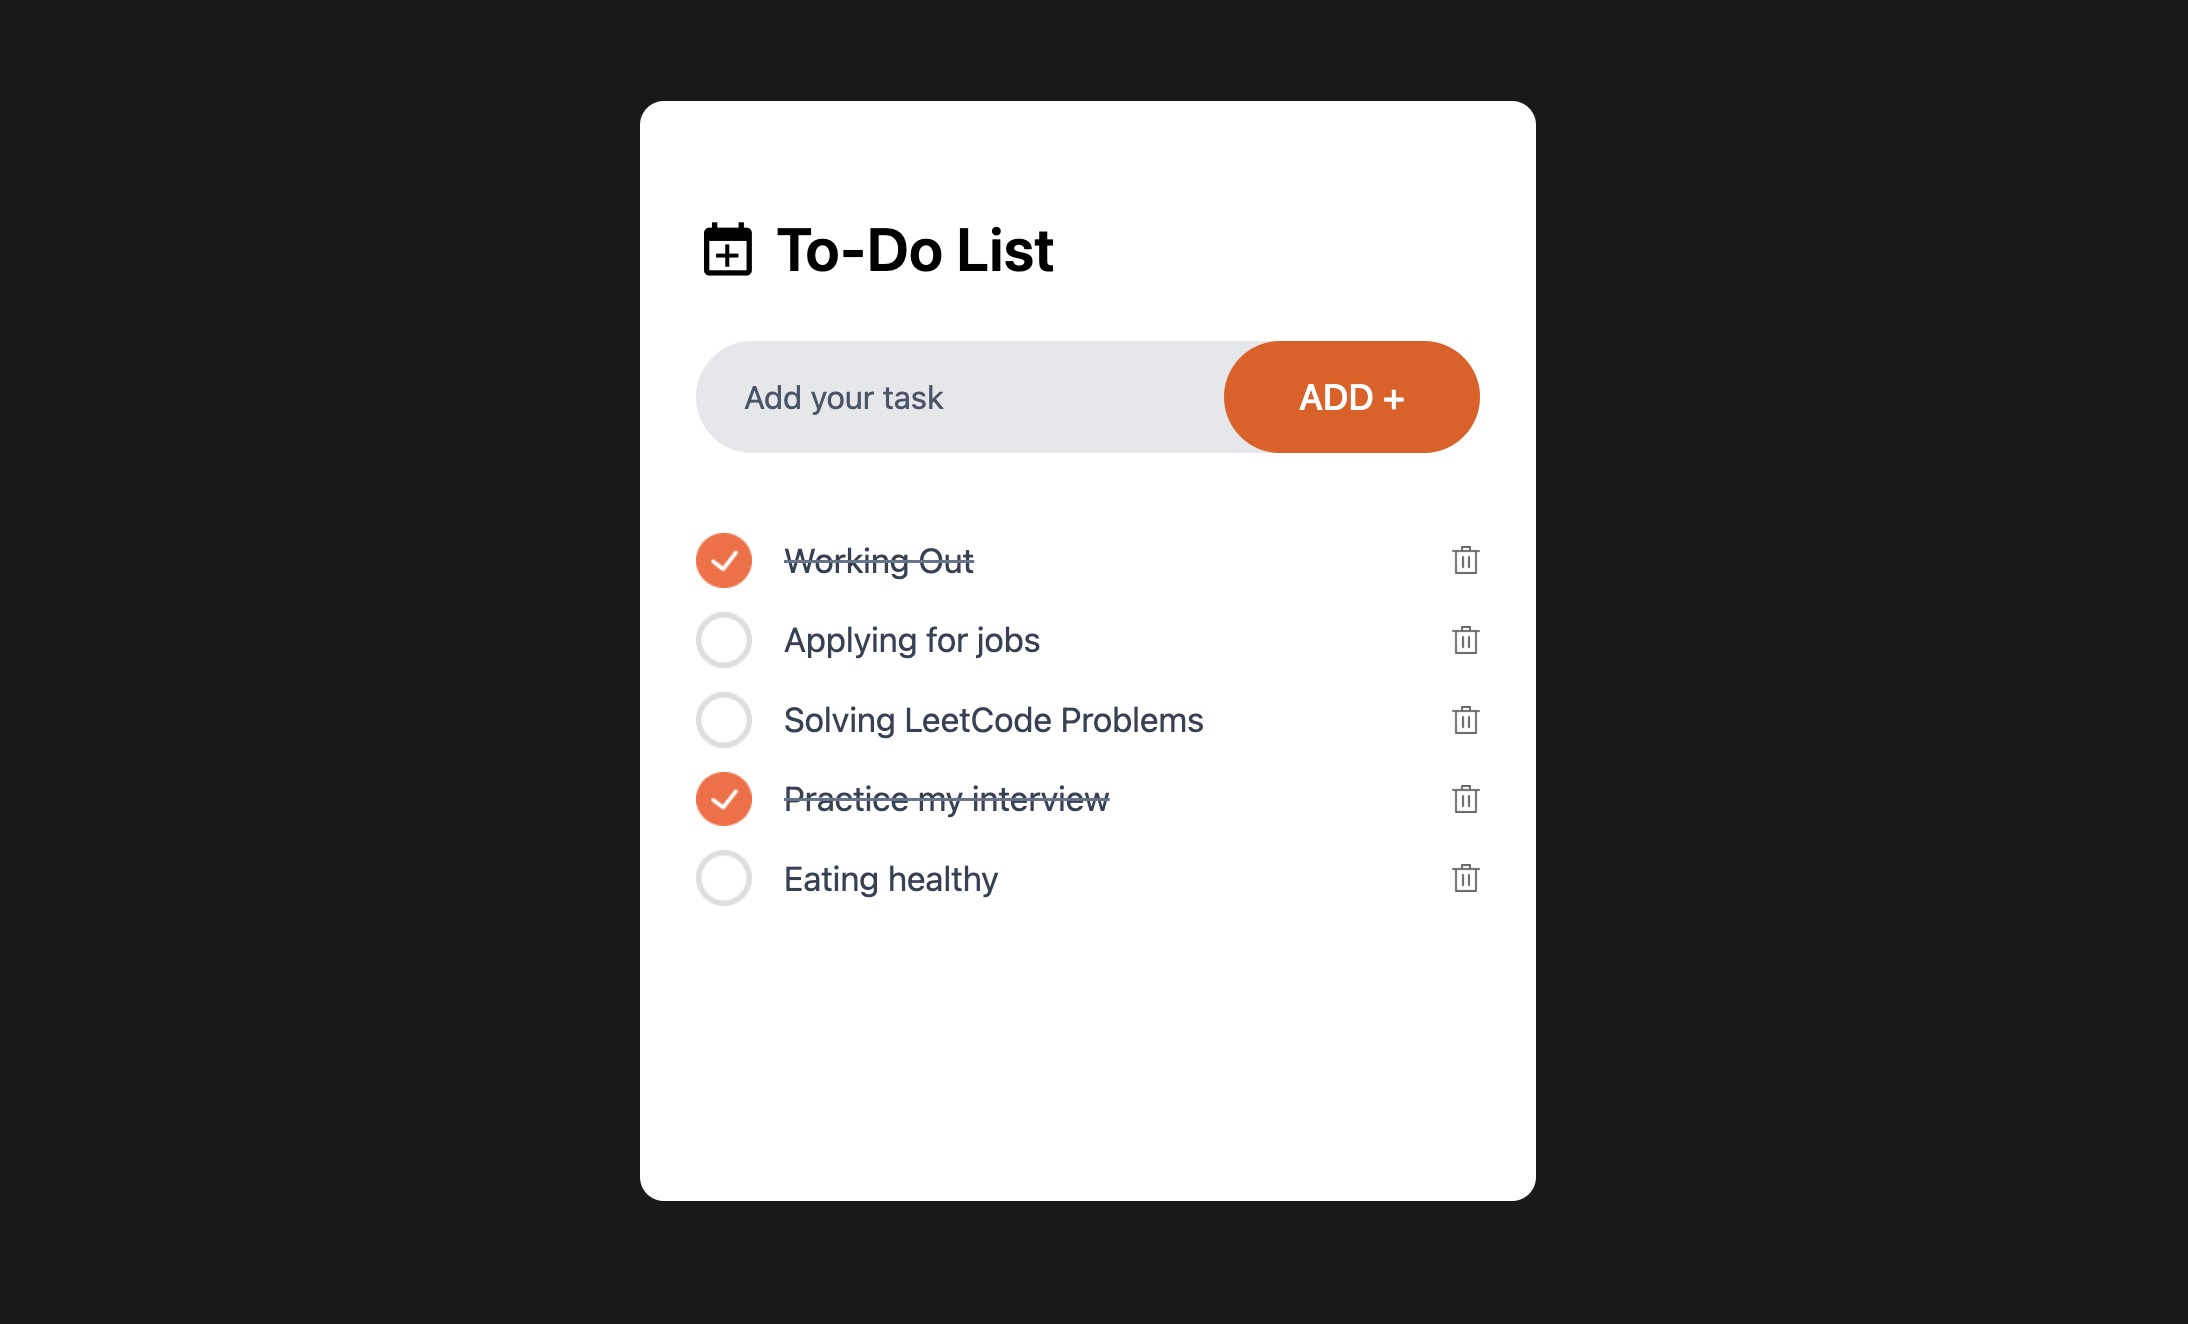 To-Do List
Add your task
ADD +
Working Out
Applying for jobs
Solving LeetCode Problems
Practice my interview
Eating healthy